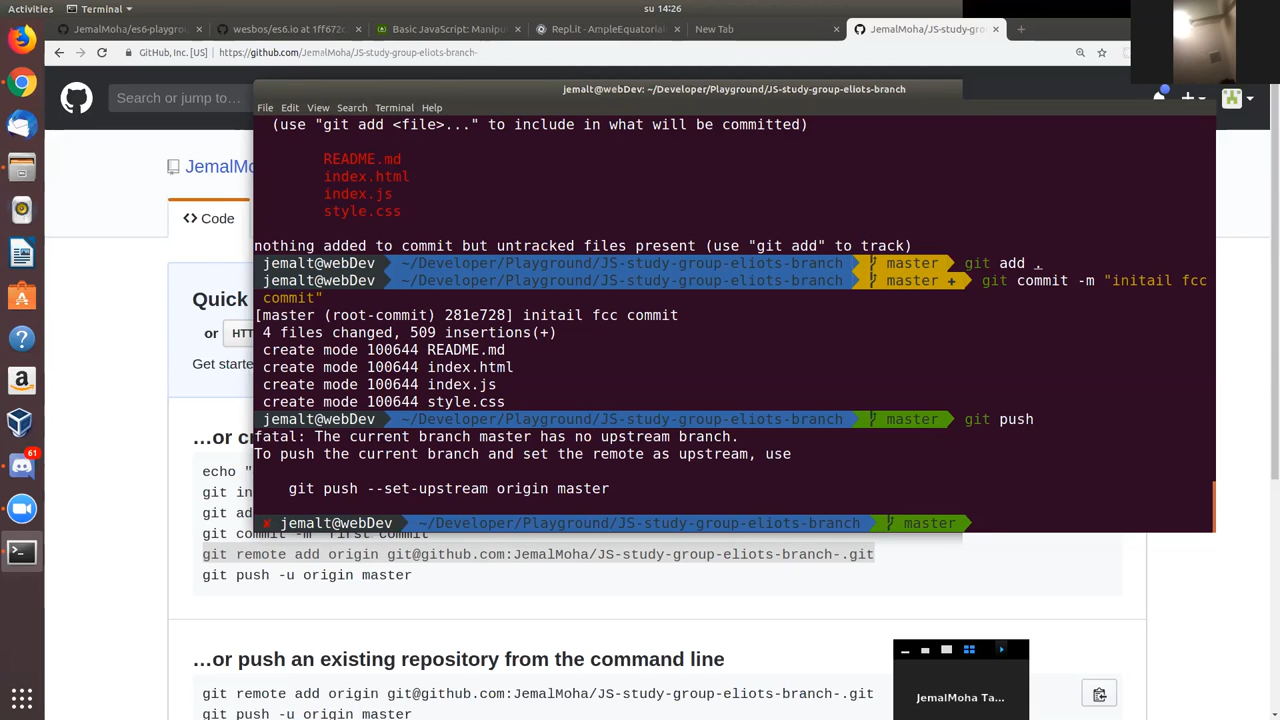 Activities Terminal su 14:26
JemalMoha/es6-playgrou wesbos/es6.io at 1ff672c Basic JavaScript: Manipul Repl.it - AmpleEquatorial New Tab JemalMoha/JS-study-grou
GitHub, Inc. [US] https://github.com/JemalMoha/JS-study-group-eliots-branch-
jemalt@webDev: ~/Developer/Playground/JS-study-group-eliots-branch
Search or jump to...
File Edit View Search Terminal Help
(use "git add <file>..." to include in what will be committed)
README.md
index.html
index.js
style.css
nothing added to commit but untracked files present (use "git add" to track)
jemalt@webDev ~/Developer/Playground/JS-study-group-eliots-branch master git add .
jemalt@webDev ~/Developer/Playground/JS-study-group-eliots-branch master + git commit -m "initail fcc
commit"
[master (root-commit) 281e728] initail fcc commit
4 files changed, 509 insertions(+)
create mode 100644 README.md
create mode 100644 index.html
create mode 100644 index.js
create mode 100644 style.css
jemalt@webDev ~/Developer/Playground/JS-study-group-eliots-branch master git push
fatal: The current branch master has no upstream branch.
To push the current branch and set the remote as upstream, use
git push --set-upstream origin master
✘ jemalt@webDev ~/Developer/Playground/JS-study-group-eliots-branch master
JemalMo
Code
Quick
or HTT
Get starte
…or cr
echo "
git in
git ad
git commit -m "first commit"
git remote add origin git@github.com:JemalMoha/JS-study-group-eliots-branch-.git
git push -u origin master
…or push an existing repository from the command line
git remote add origin git@github.com:JemalMoha/JS-study-group-eliots-branch-.git
git push -u origin master
61
JemalMoha Ta...